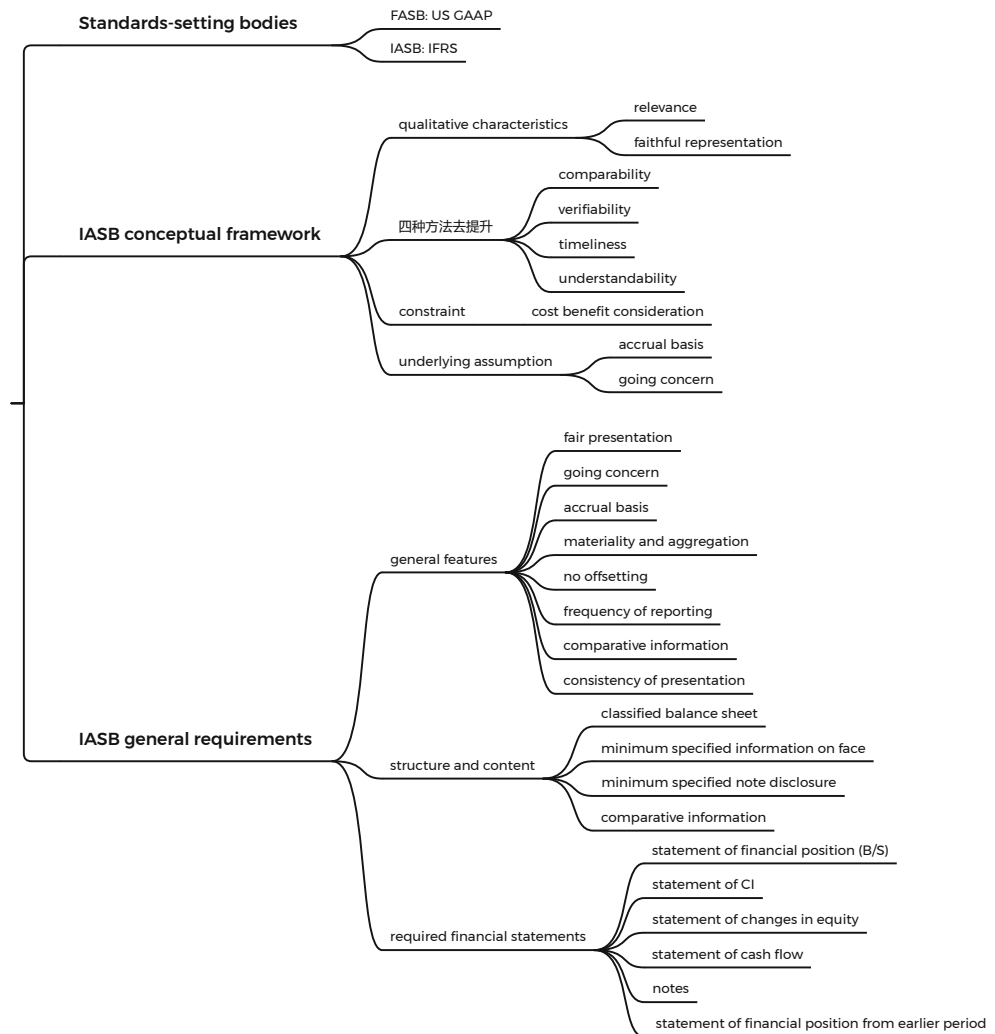 Standards-setting bodies
FASB: US GAAP
IASB: IFRS
IASB conceptual framework
qualitative characteristics
relevance
faithful representation
四种方法去提升
comparability
verifiability
timeliness
understandability
constraint
cost benefit consideration
underlying assumption
accrual basis
going concern
IASB general requirements
general features
fair presentation
going concern
accrual basis
materiality and aggregation
no offsetting
frequency of reporting
comparative information
consistency of presentation
structure and content
classified balance sheet
minimum specified information on face
minimum specified note disclosure
comparative information
required financial statements
statement of financial position (B/S)
statement of CI
statement of changes in equity
statement of cash flow
notes
statement of financial position from earlier period